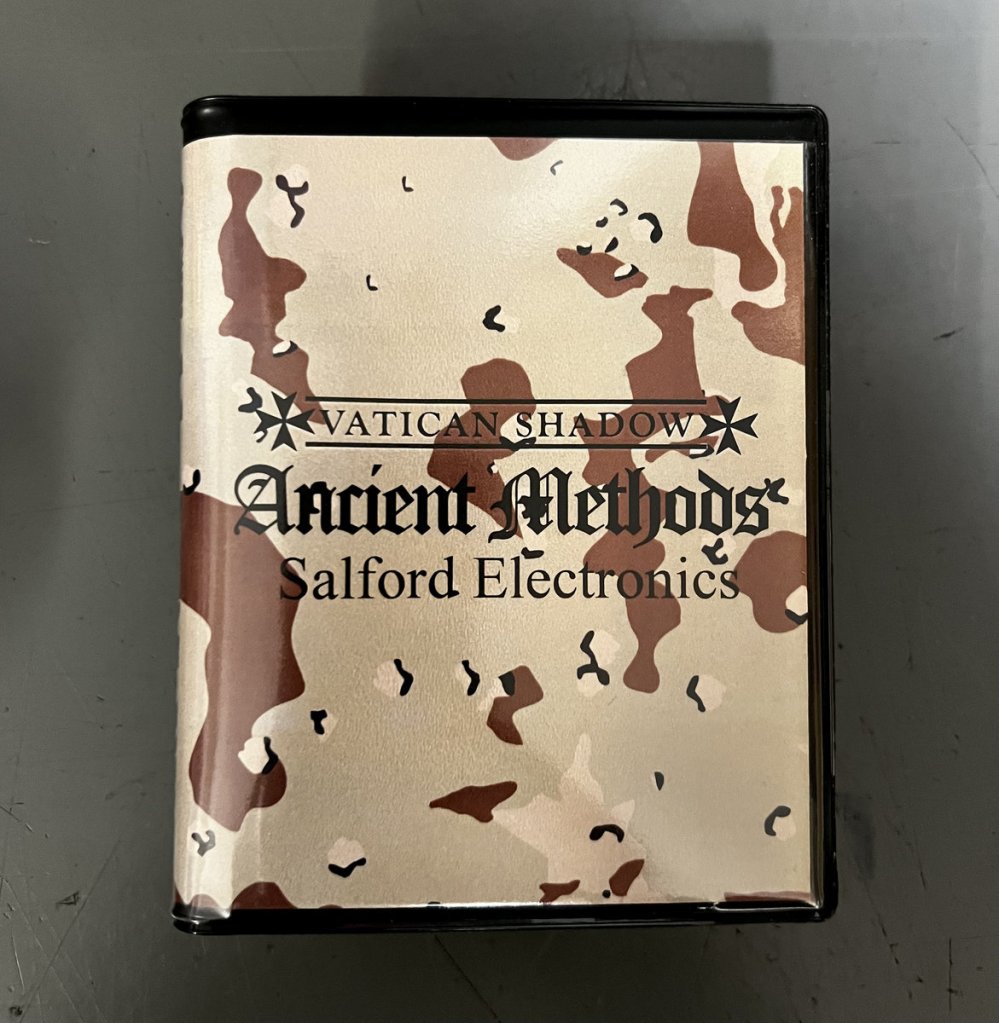 VATICAN SHADOW
Ancient Methods
Salford Electronics